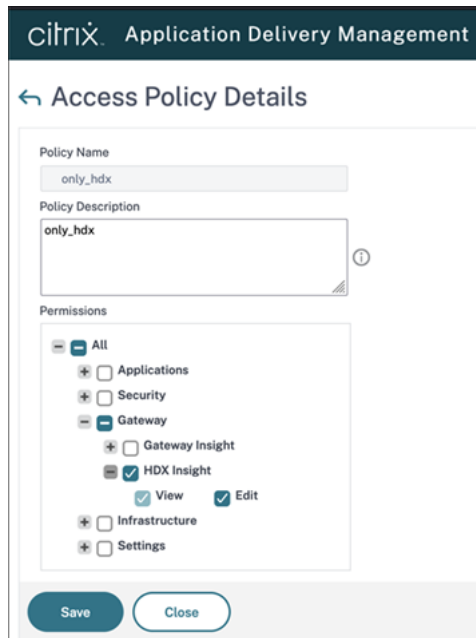 citrix. Application Delivery Management
Access Policy Details
Policy Name
only_hdx
Policy Description
only_hdx
Permissions
All
Applications
Security
Gateway
Gateway Insight
HDX Insight
View Edit
Infrastructure
Settings
Save Close